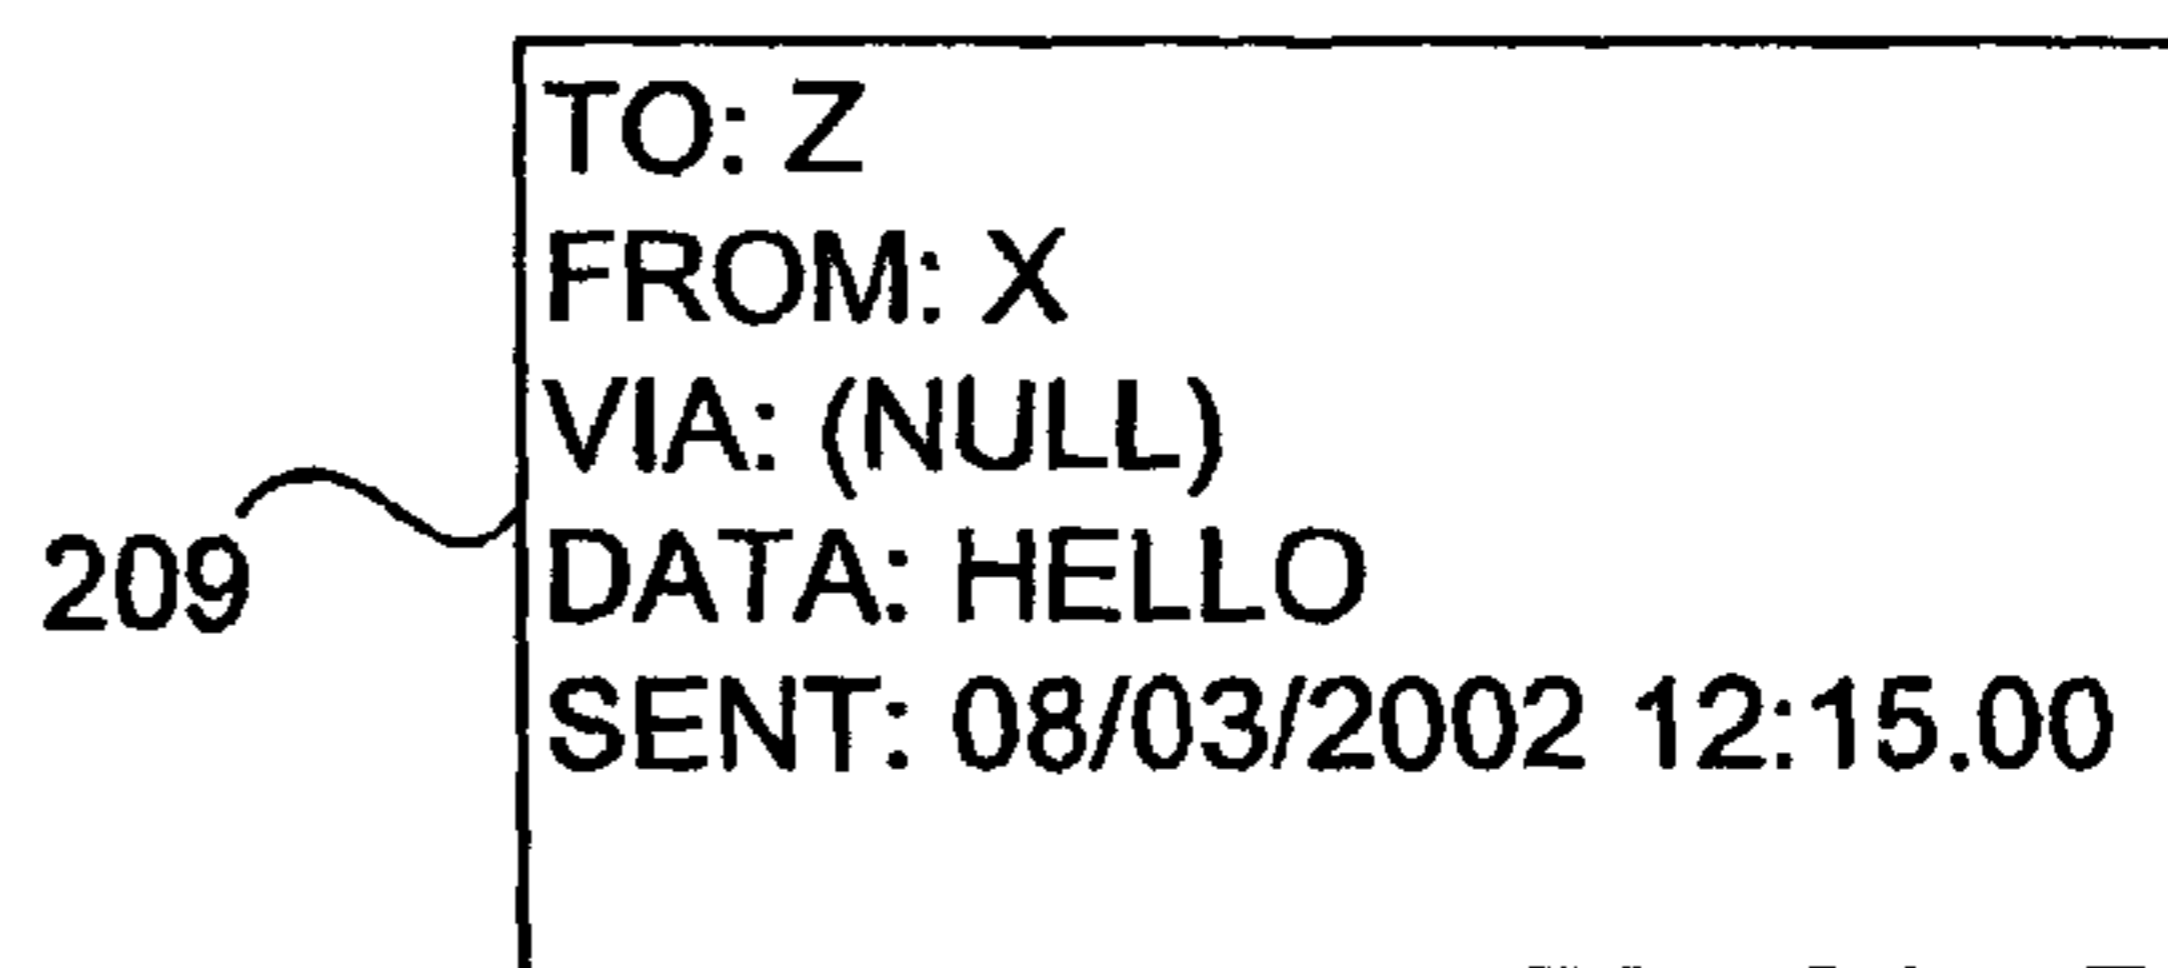 TO: Z
FROM: X
VIA: (NULL)
209
DATA: HELLO
SENT: 08/03/2002 12:15.00